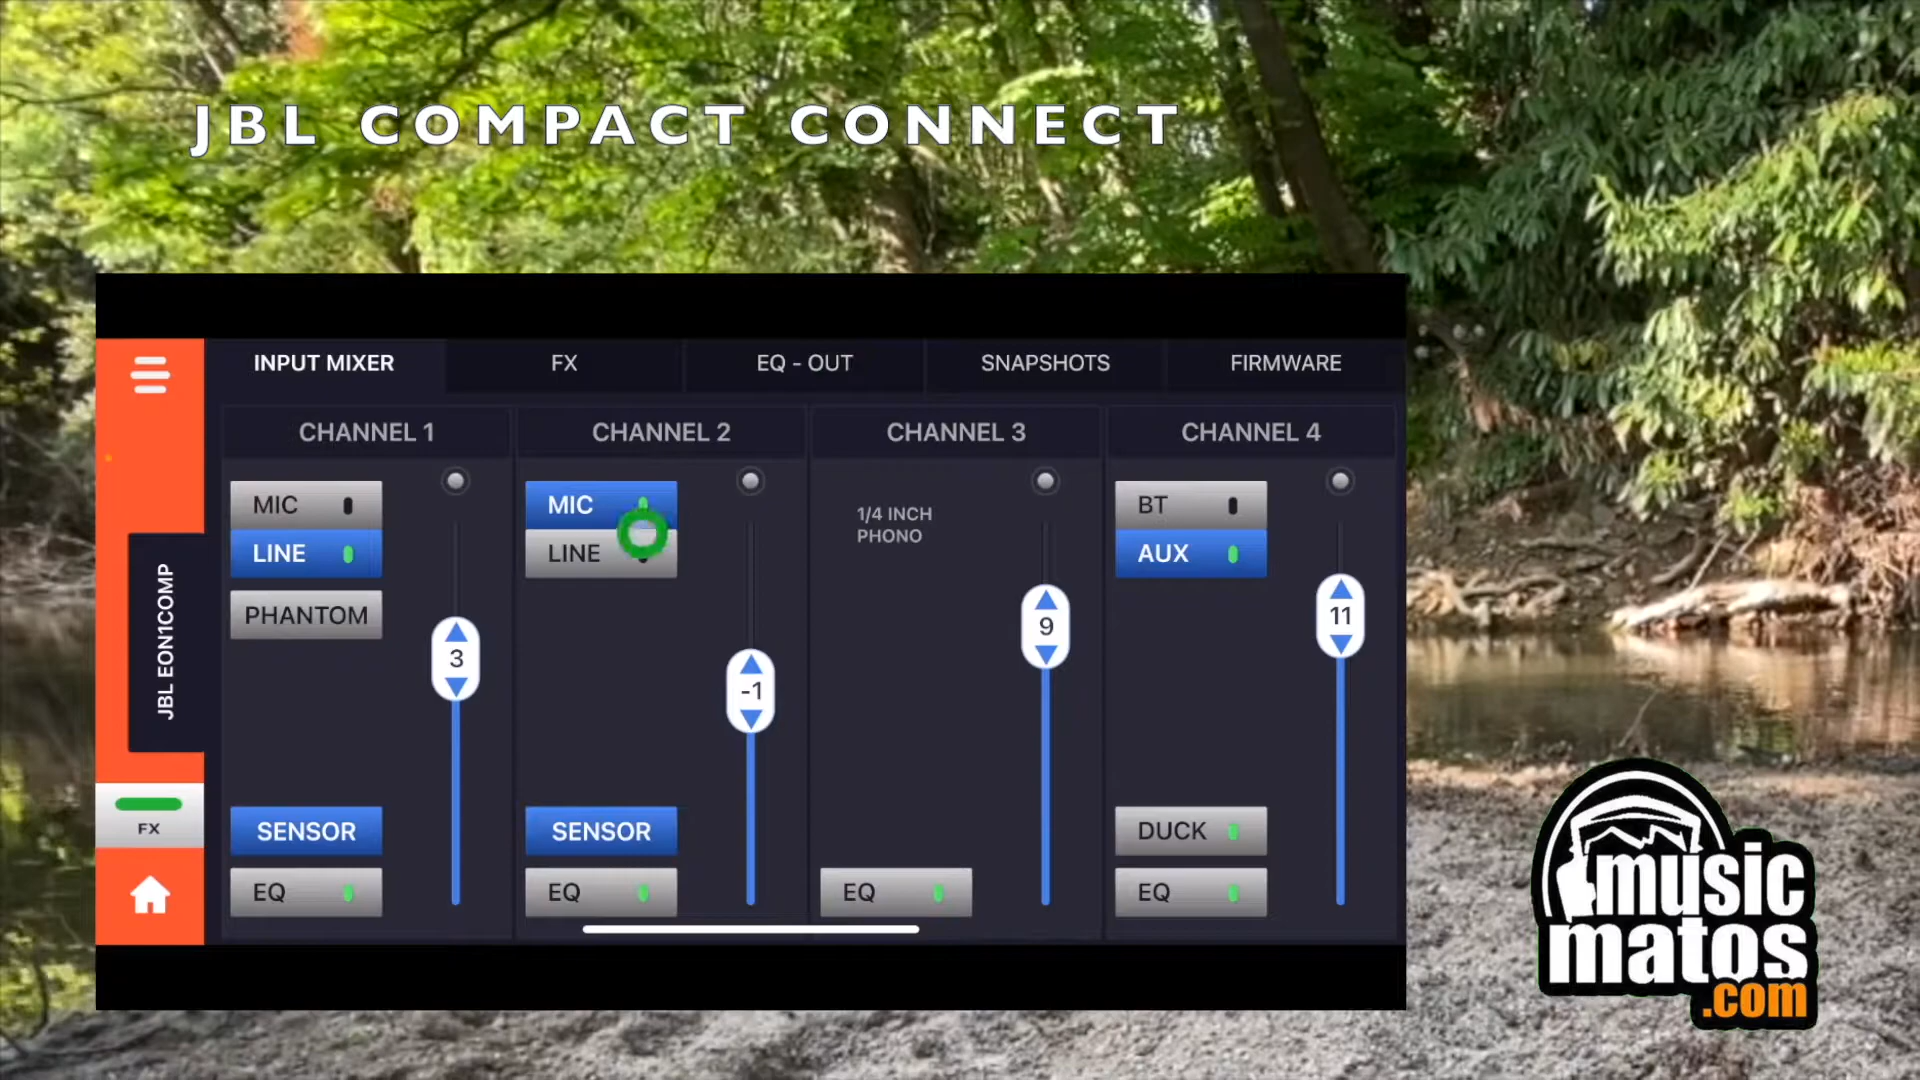 JBL COMPACT CONNECT
INPUT MIXER
FX
EQ - OUT
SNAPSHOTS
FIRMWARE
CHANNEL 1
CHANNEL 2
CHANNEL 3
CHANNEL 4
MIC
LINE
PHANTOM
3
SENSOR
EQ
MIC
LINE
-1
SENSOR
EQ
1/4 INCH
PHONO
9
EQ
BT
AUX
11
DUCK
EQ
JBL EON1COMP
FX
music
matos
.com